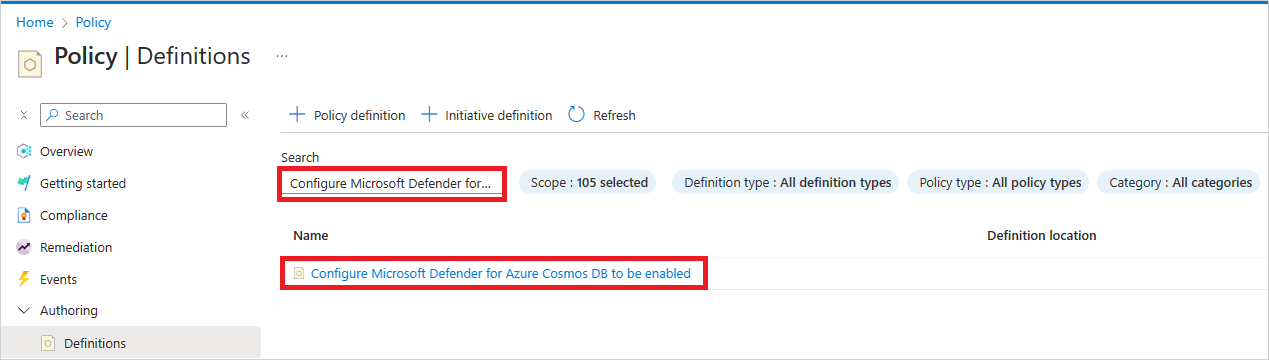 Home > Policy
Policy | Definitions ...
Search
«
Overview
Getting started
Compliance
Remediation
Events
Authoring
Definitions
+ Policy definition + Initiative definition Refresh
Search
Configure Microsoft Defender for... Scope : 105 selected Definition type : All definition types Policy type : All policy types Category : All categories
Name Definition location
Configure Microsoft Defender for Azure Cosmos DB to be enabled